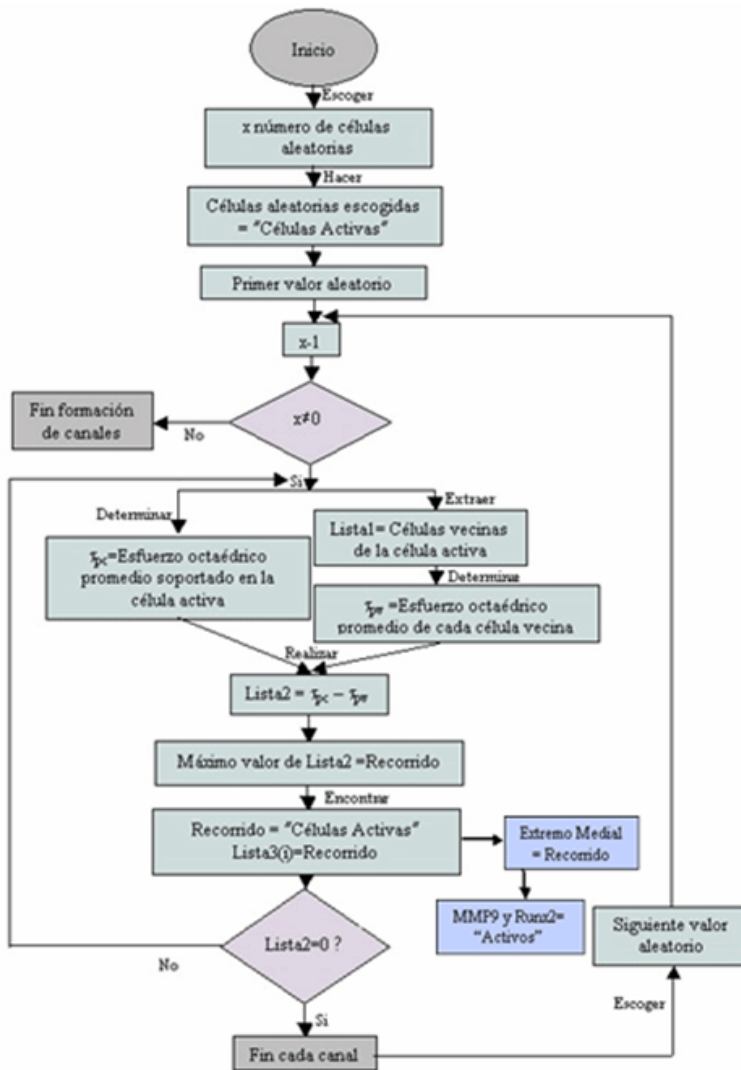 Inicio
Escoger
x número de células
aleatorias
Hacer
Células aleatorias escogidas
= "Células Activas"
Primer valor aleatorio
x-1
x≠0
No
Fin formación
de canales
Si
Determinar
Extraer
τpc=Esfuerzo octaédrico
promedio soportado en la
célula activa
Lista1= Células vecinas
de la célula activa
Determinar
τpv=Esfuerzo octaédrico
promedio de cada célula vecina
Realizar
Lista2 = τpc − τpv
Máximo valor de Lista2 =Recorrido
Encontrar
Recorrido = "Células Activas"
Lista3(i)=Recorrido
Extremo Medial
= Recorrido
MMP9 y Runx2=
"Activos"
Lista2=0 ?
No
Si
Fin cada canal
Escoger
Siguiente valor
aleatorio